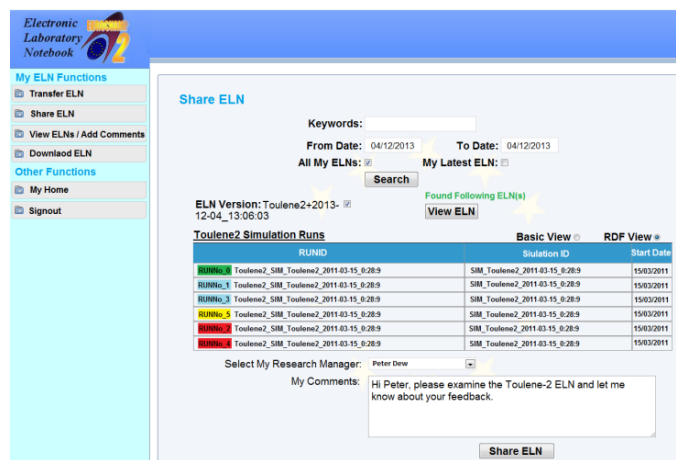 Electronic
Laboratory
Notebook
My ELN Functions
Transfer ELN
Share ELN
View ELNs / Add Comments
Downlaod ELN
Other Functions
My Home
Signout
Share ELN
Keywords:
From Date: 04/12/2013 To Date: 04/12/2013
All My ELNs: My Latest ELN:
Search
Found Following ELN(s)
ELN Version: Toulene2+2013-
12-04_13:06:03
View ELN
Toulene2 Simulation Runs Basic View RDF View
RUNID Siulation ID Start Date
RUNNo_0 Toulene2_SIM_Toulene2_2011-03-15_0:28:9 SIM_Toulene2_2011-03-15_0:28:9 15/03/2011
RUNNo_1 Toulene2_SIM_Toulene2_2011-03-15_0:28:9 SIM_Toulene2_2011-03-15_0:28:9 15/03/2011
RUNNo_3 Toulene2_SIM_Toulene2_2011-03-15_0:28:9 SIM_Toulene2_2011-03-15_0:28:9 15/03/2011
RUNNo_5 Toulene2_SIM_Toulene2_2011-03-15_0:28:9 SIM_Toulene2_2011-03-15_0:28:9 15/03/2011
RUNNo_2 Toulene2_SIM_Toulene2_2011-03-15_0:28:9 SIM_Toulene2_2011-03-15_0:28:9 15/03/2011
RUNNo_4 Toulene2_SIM_Toulene2_2011-03-15_0:28:9 SIM_Toulene2_2011-03-15_0:28:9 15/03/2011
Select My Research Manager: Peter Dew
My Comments: Hi Peter, please examine the Toulene-2 ELN and let me
know about your feedback.
Share ELN